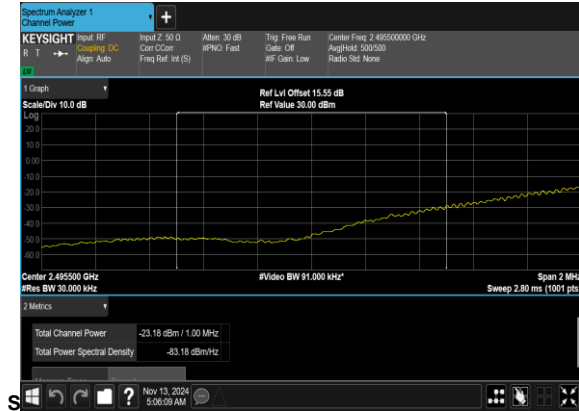 Spectrum Analyzer 1
Channel Power
KEYSIGHT Input: RF Input Z: 50 Ω Atten: 30 dB Trig: Free Run Center Freq: 2.495500000 GHz
R T Coupling: DC Corr CCorr #PNO: Fast Gate: Off Avg|Hold: 500/500
Align: Auto Freq Ref: Int (S) #IF Gain: Low Radio Std: None
LW
1 Graph Ref Lvl Offset 15.55 dB
Scale/Div 10.0 dB Ref Value 30.00 dBm
Log
20.0
10.0
0.00
-10.0
-20.0
-30.0
-40.0
-50.0
-60.0
Center 2.495500 GHz #Video BW 91.000 kHz* Span 2 MHz
#Res BW 30.000 kHz Sweep 2.80 ms (1001 pts
2 Metrics
Total Channel Power -23.18 dBm / 1.00 MHz
Total Power Spectral Density -83.18 dBm/Hz
S
? Nov 13, 2024
5:06:09 AM